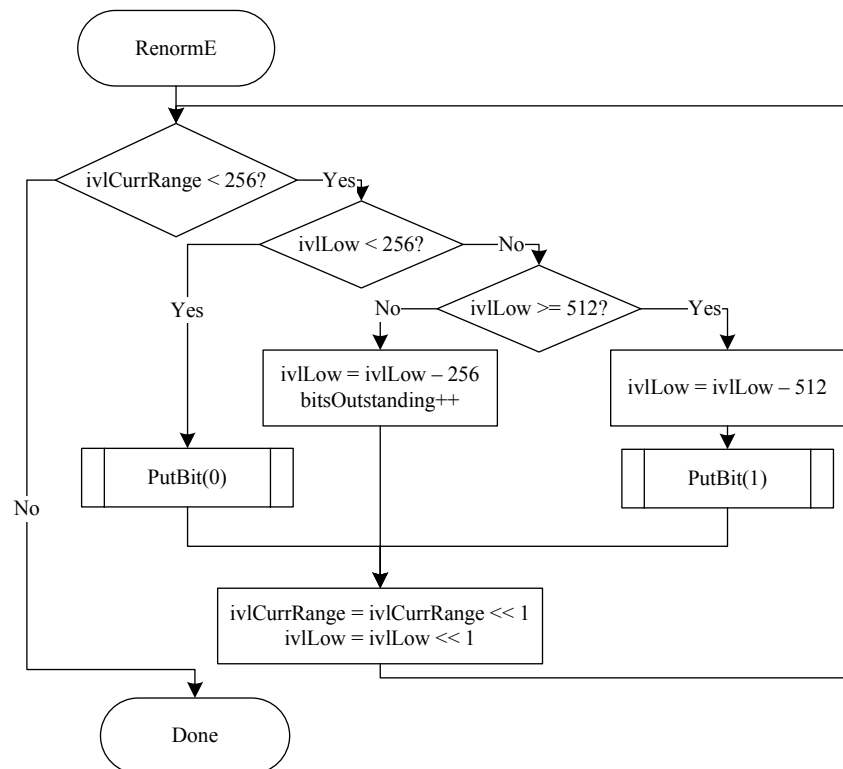 RenormE
ivlCurrRange < 256?
Yes
ivlLow < 256?
No
Yes
ivlLow >= 512?
No
Yes
ivlLow = ivlLow – 256
bitsOutstanding++
ivlLow = ivlLow – 512
PutBit(0)
PutBit(1)
No
ivlCurrRange = ivlCurrRange << 1
ivlLow = ivlLow << 1
Done